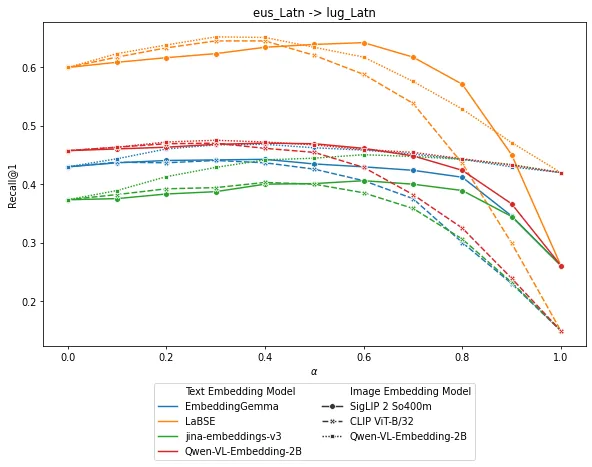 eus_Latn -> lug_Latn
Recall@1
0.6
0.5
0.4
0.3
0.2
0.0 0.2 0.4 0.6 0.8 1.0
α
Text Embedding Model Image Embedding Model
EmbeddingGemma SigLIP 2 So400m
LaBSE CLIP ViT-B/32
jina-embeddings-v3 Qwen-VL-Embedding-2B
Qwen-VL-Embedding-2B